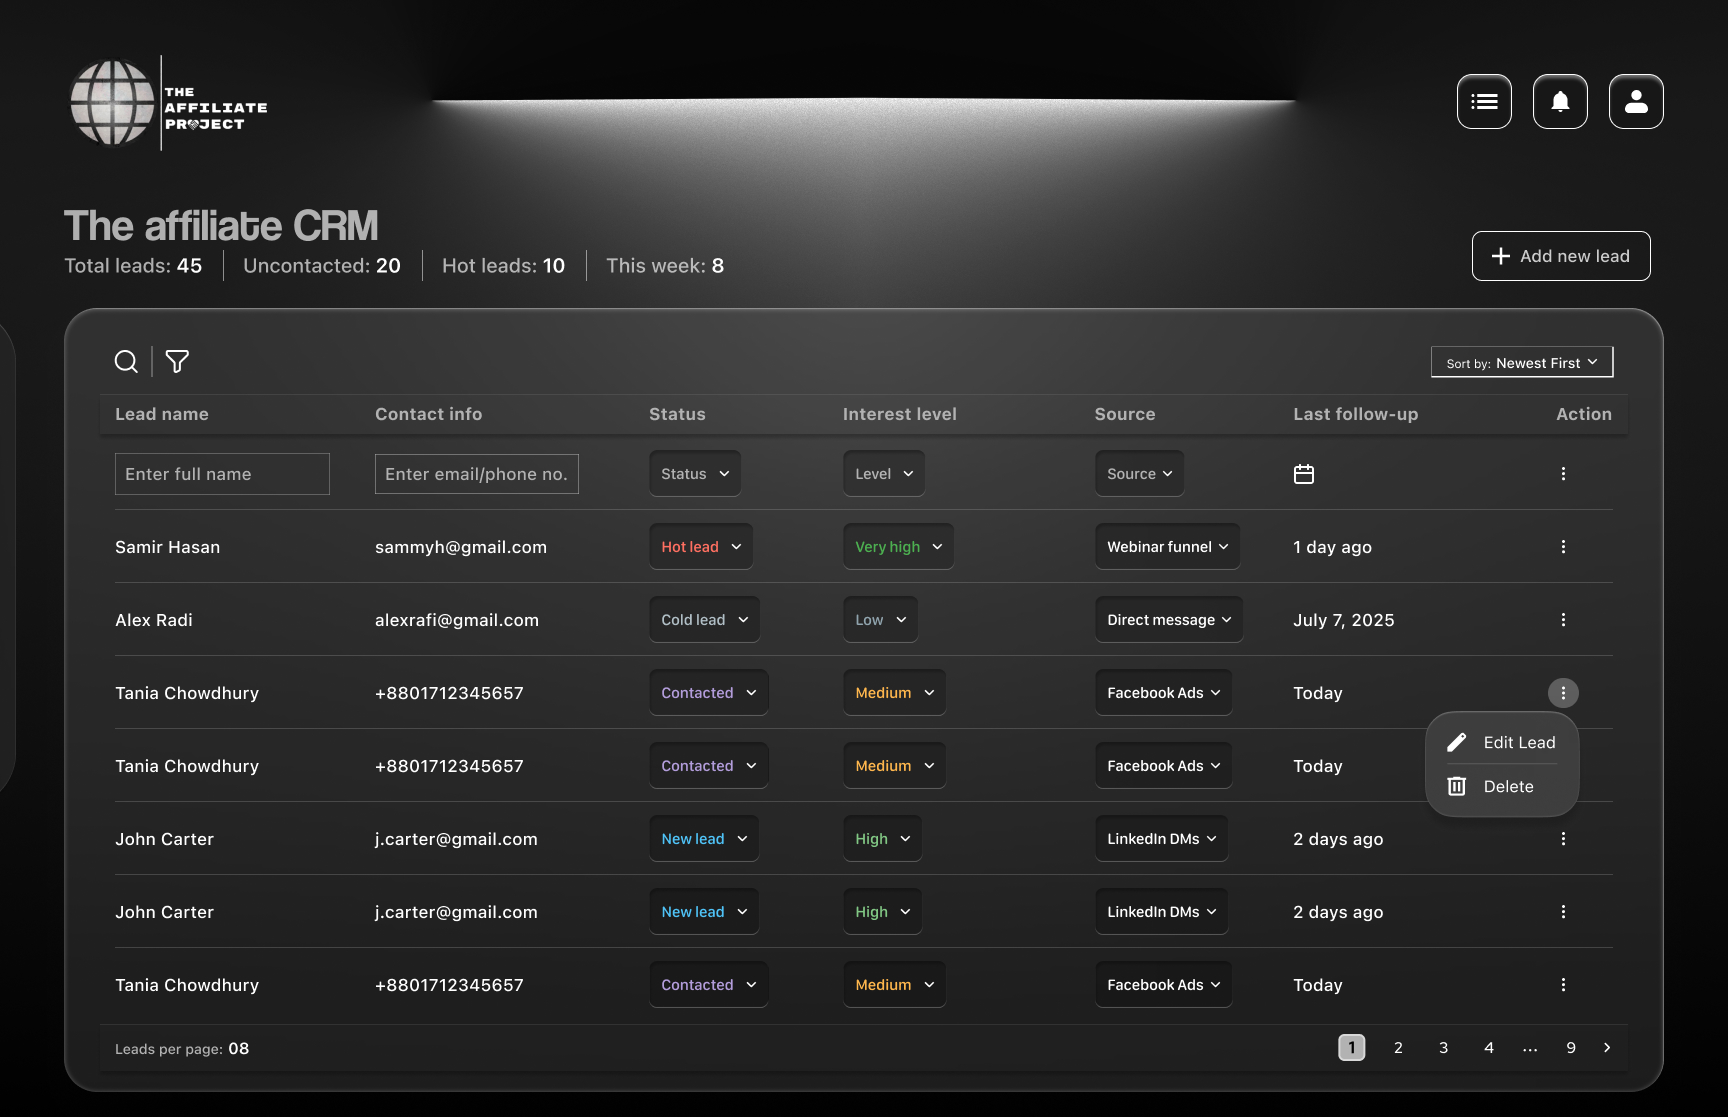 THE
AFFILIATE
PROJECT
The affiliate CRM
Total leads: 45 Uncontacted: 20 Hot leads: 10 This week: 8
Add new lead
Sort by: Newest First
Lead name Contact info Status Interest level Source Last follow-up Action
Enter full name Enter email/phone no. Status Level Source
Samir Hasan sammyh@gmail.com Hot lead Very high Webinar funnel 1 day ago
Alex Radi alexrafi@gmail.com Cold lead Low Direct message July 7, 2025
Tania Chowdhury +8801712345657 Contacted Medium Facebook Ads Today
Edit Lead
Tania Chowdhury +8801712345657 Contacted Medium Facebook Ads Today
Delete
John Carter j.carter@gmail.com New lead High LinkedIn DMs 2 days ago
John Carter j.carter@gmail.com New lead High LinkedIn DMs 2 days ago
Tania Chowdhury +8801712345657 Contacted Medium Facebook Ads Today
Leads per page: 08 1 2 3 4 ... 9